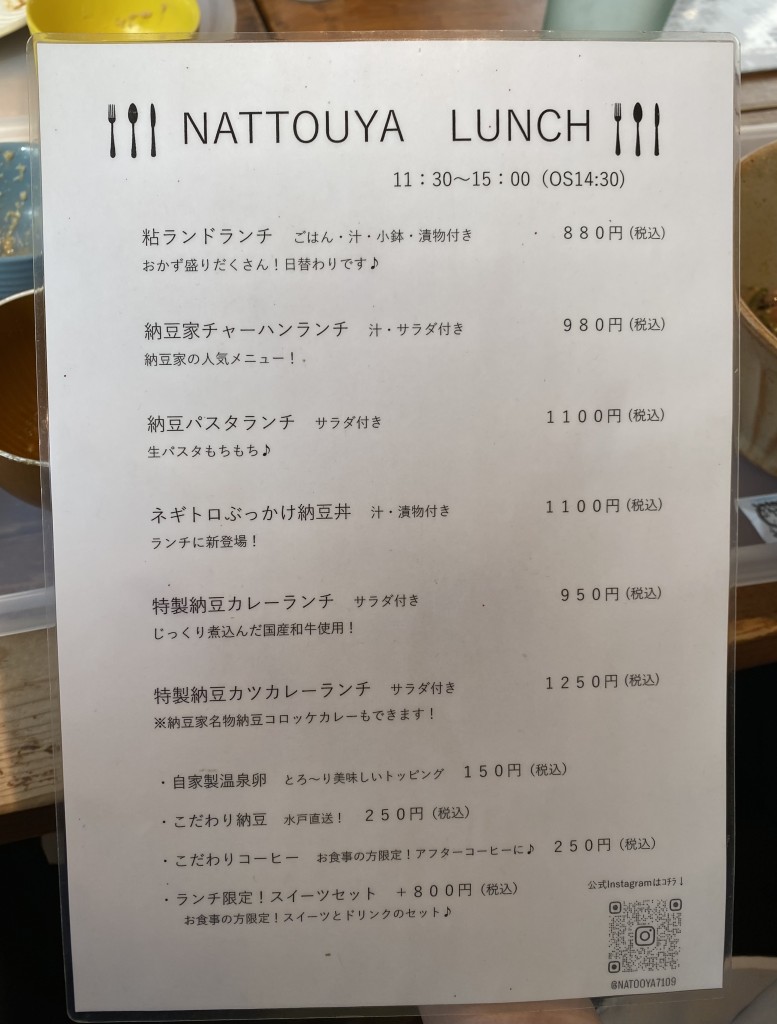 NATTOUYA LUNCH
11：30～15：00（OS14:30）
粘ランドランチ ごはん・汁・小鉢・漬物付き ８８０円（税込）
おかず盛りだくさん！日替わりです♪
納豆家チャーハンランチ 汁・サラダ付き ９８０円（税込）
納豆家の人気メニュー！
納豆パスタランチ サラダ付き １１００円（税込）
生パスタもちもち♪
ネギトロぶっかけ納豆丼 汁・漬物付き １１００円（税込）
ランチに新登場！
特製納豆カレーランチ サラダ付き ９５０円（税込）
じっくり煮込んだ国産和牛使用！
特製納豆カツカレーランチ サラダ付き １２５０円（税込）
※納豆家名物納豆コロッケカレーもできます！
・自家製温泉卵 とろ～り美味しいトッピング １５０円（税込）
・こだわり納豆 水戸直送！ ２５０円（税込）
・こだわりコーヒー お食事の方限定！アフターコーヒーに♪ ２５０円（税込）
・ランチ限定！スイーツセット ＋８００円（税込）
お食事の方限定！スイーツとドリンクのセット♪
公式Instagramはｺﾁﾗ↓
@NATOOYA7109